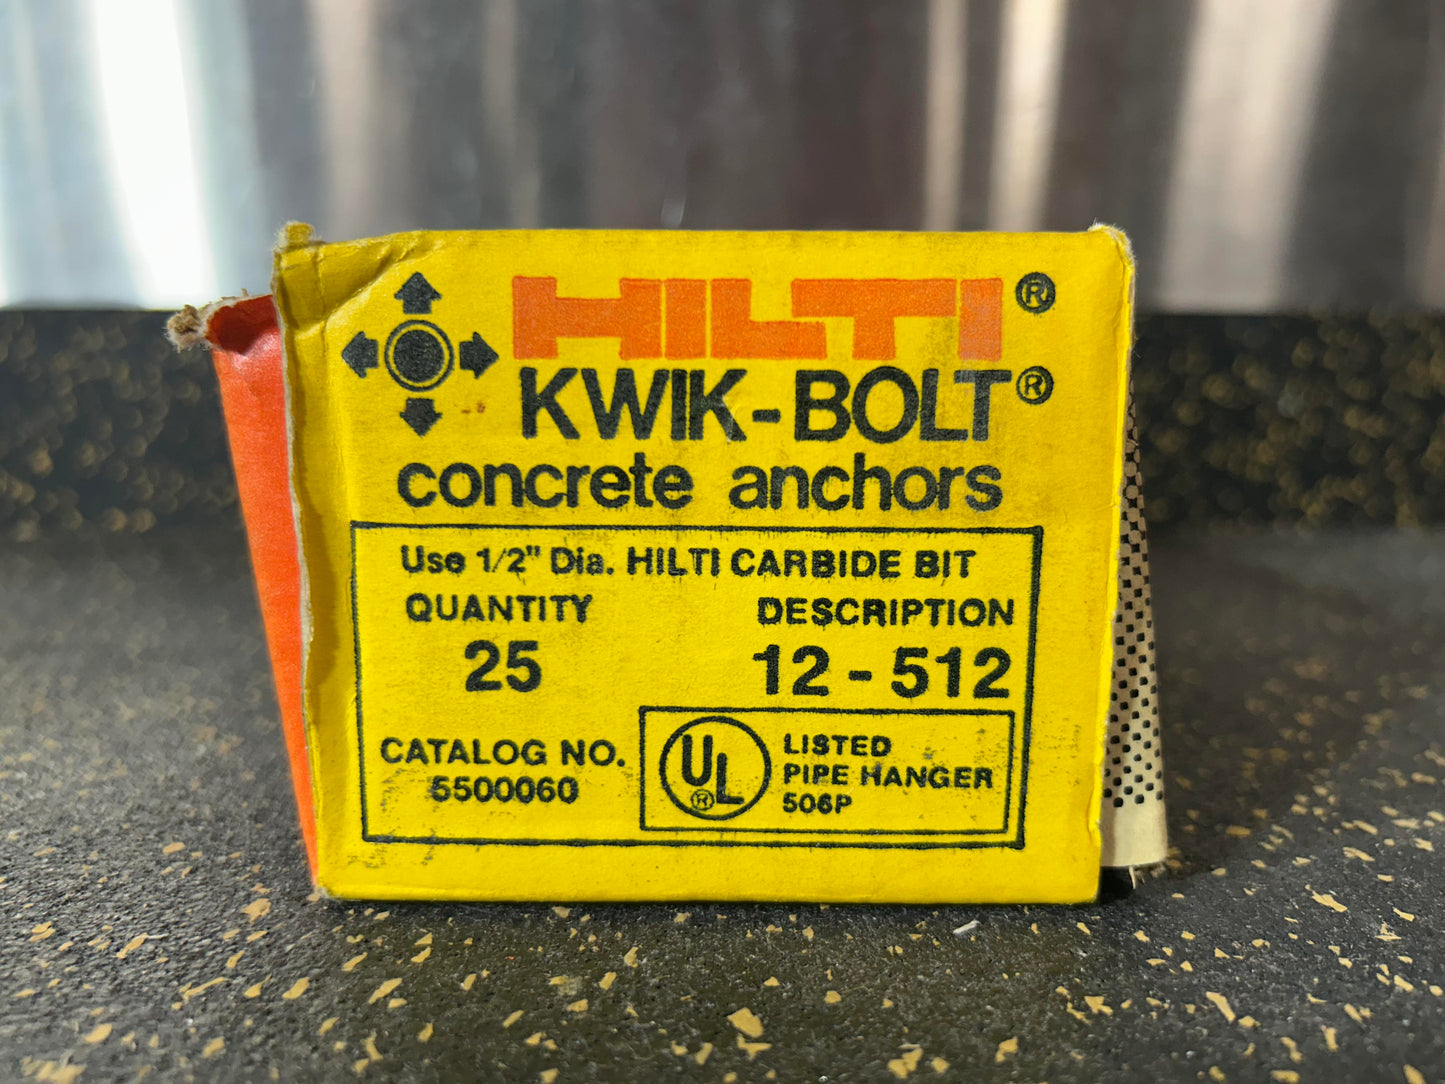 HILTI®
KWIK-BOLT®
concrete anchors
Use 1/2" Dia. HILTI CARBIDE BIT
QUANTITY DESCRIPTION
25 12-512
CATALOG NO.
5500060
UL®
LISTED
PIPE HANGER
506P